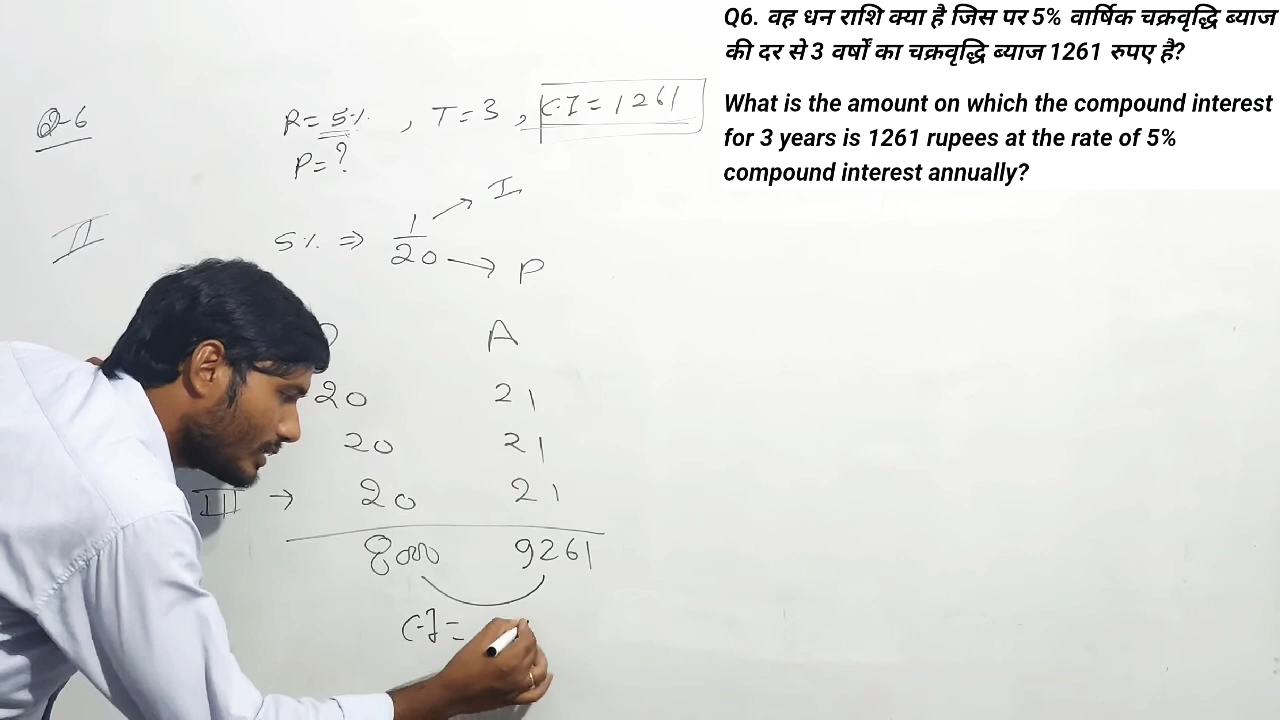 Q6. वह धन राशि क्या है जिस पर 5% वार्षिक चक्रवृद्धि ब्याज
की दर से 3 वर्षों का चक्रवृद्धि ब्याज 1261 रुपए है?
What is the amount on which the compound interest
for 3 years is 1261 rupees at the rate of 5%
compound interest annually?
Q-6 R= 5% , T=3 , C.I = 1261
P= ?
II 5% ⇒ 1/20 → I
→ P
A
20 21
20 21
III → 20 21
8000 9261
C.I =